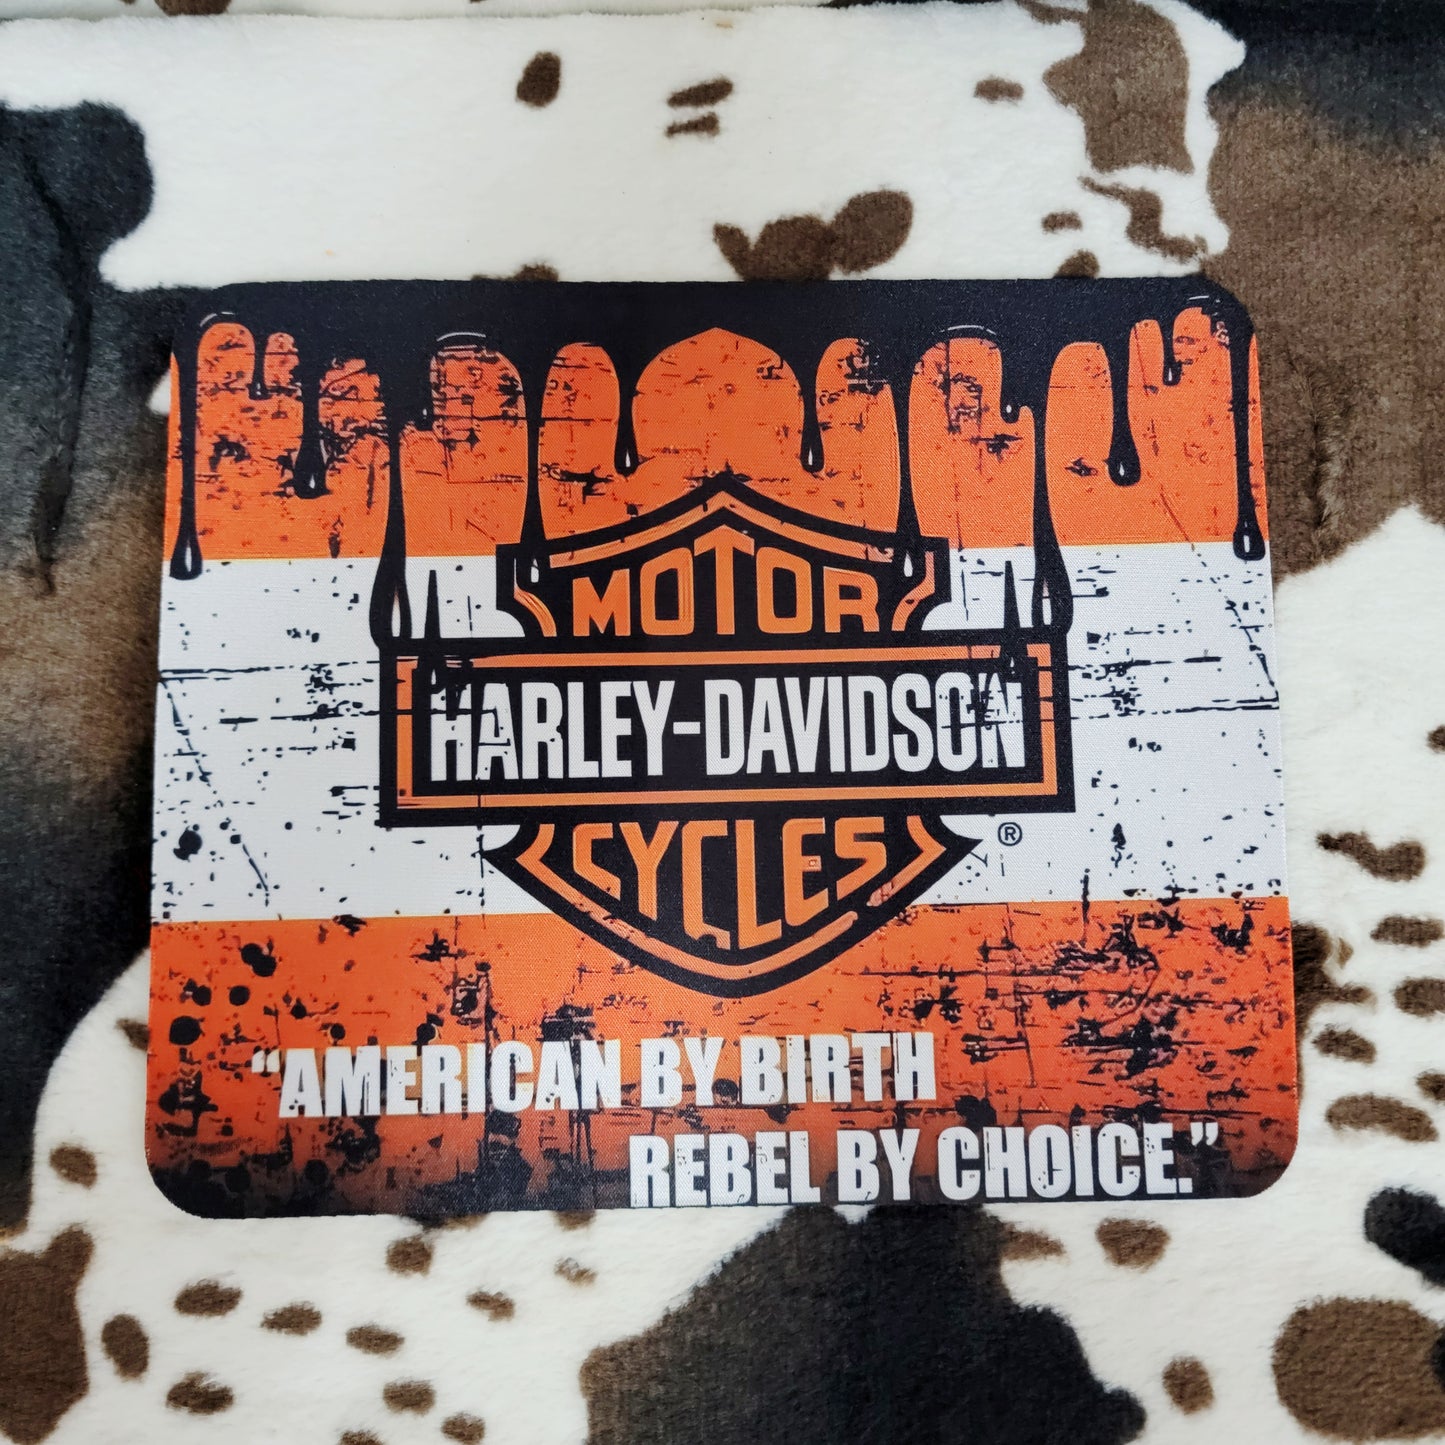 MOTOR
HARLEY-DAVIDSON
CYCLES
®
"AMERICAN BY BIRTH
REBEL BY CHOICE."